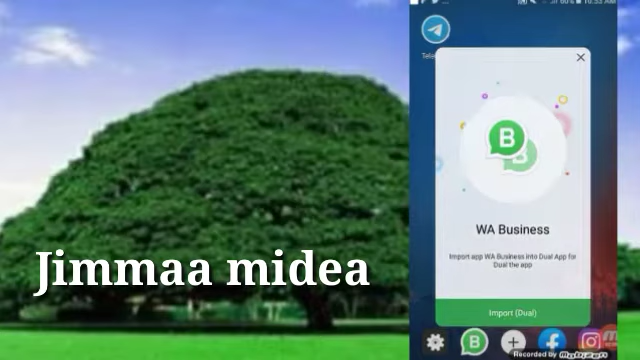 Jimmaa midea
Tele
WA Business
Import app WA Business into Dual App for
Dual the app
Import (Dual)
Recorded by